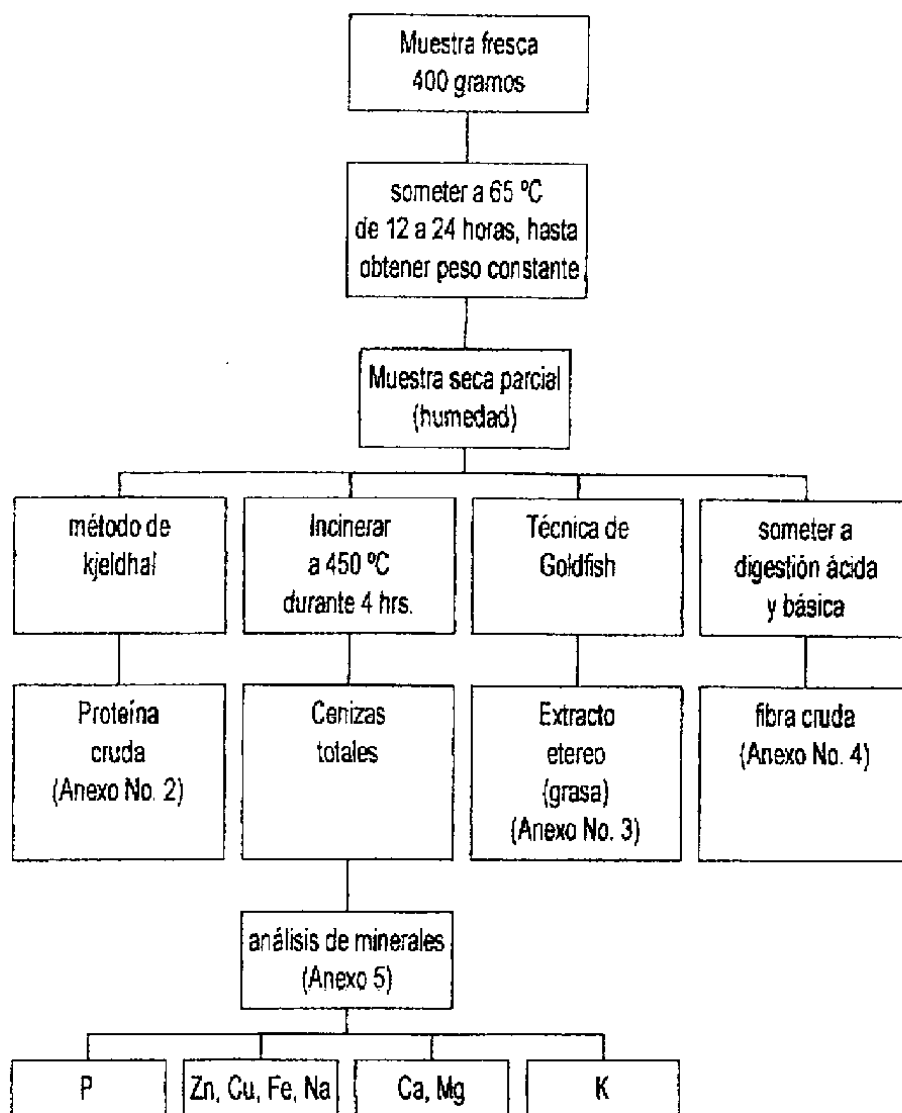 Muestra fresca
400 gramos
someter a 65 ºC
de 12 a 24 horas, hasta
obtener peso constante
Muestra seca parcial
(humedad)
método de
kjeldhal
Incinerar
a 450 ºC
durante 4 hrs.
Técnica de
Goldfish
someter a
digestión ácida
y básica
Proteína
cruda
(Anexo No. 2)
Cenizas
totales
Extracto
etereo
(grasa)
(Anexo No. 3)
fibra cruda
(Anexo No. 4)
análisis de minerales
(Anexo 5)
P
Zn, Cu, Fe, Na
Ca, Mg
K